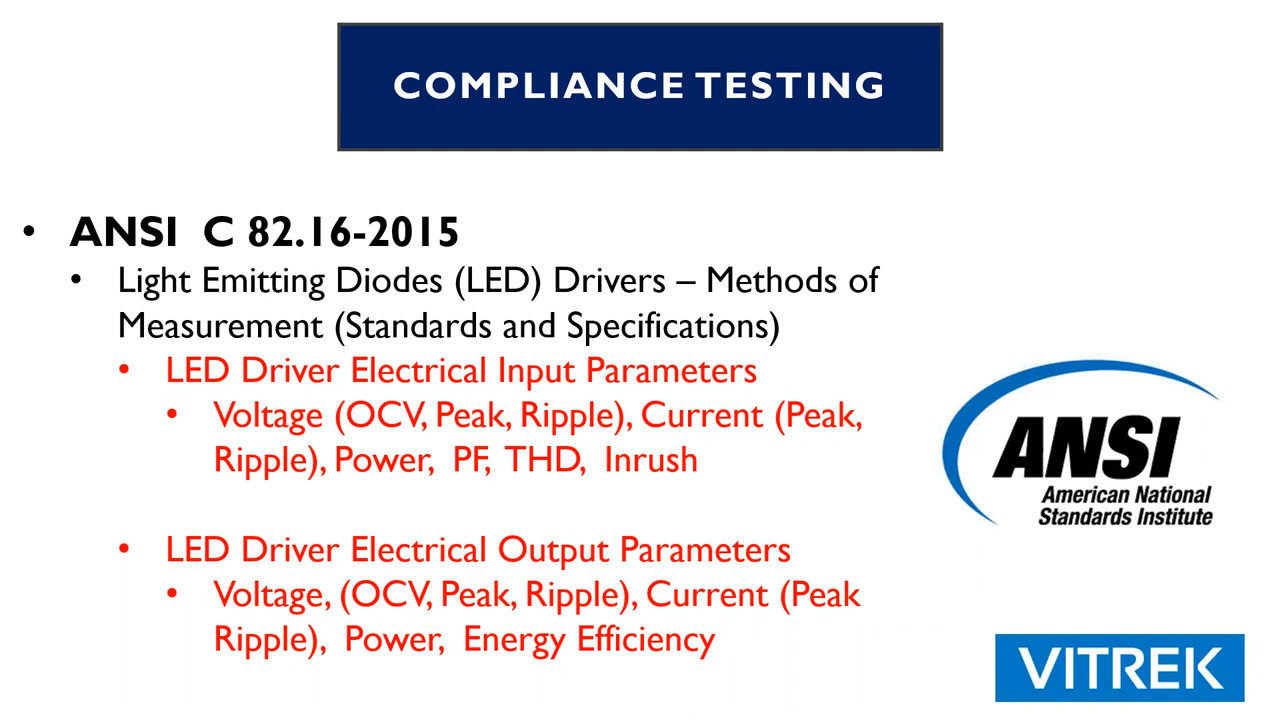 COMPLIANCE TESTING
• ANSI C 82.16-2015
• Light Emitting Diodes (LED) Drivers – Methods of
Measurement (Standards and Specifications)
• LED Driver Electrical Input Parameters
• Voltage (OCV, Peak, Ripple), Current (Peak,
Ripple), Power, PF, THD, Inrush
ANSI
American National
Standards Institute
• LED Driver Electrical Output Parameters
• Voltage, (OCV, Peak, Ripple), Current (Peak
Ripple), Power, Energy Efficiency
VITREK